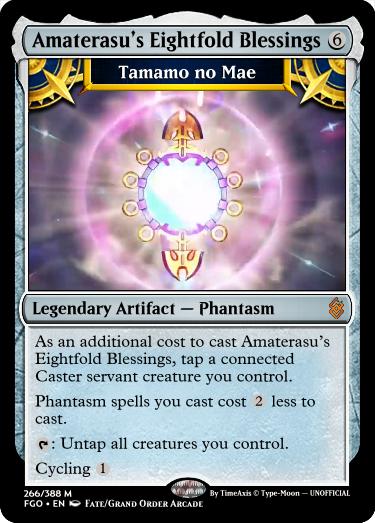 Amaterasu's Eightfold Blessings 6
Tamamo no Mae
Legendary Artifact — Phantasm
As an additional cost to cast Amaterasu's
Eightfold Blessings, tap a connected
Caster servant creature you control.
Phantasm spells you cast cost 2 less to
cast.
: Untap all creatures you control.
Cycling 1
266/388 M
FGO • EN Fate/Grand Order Arcade
By TimeAxis © Type-Moon — UNOFFICIAL